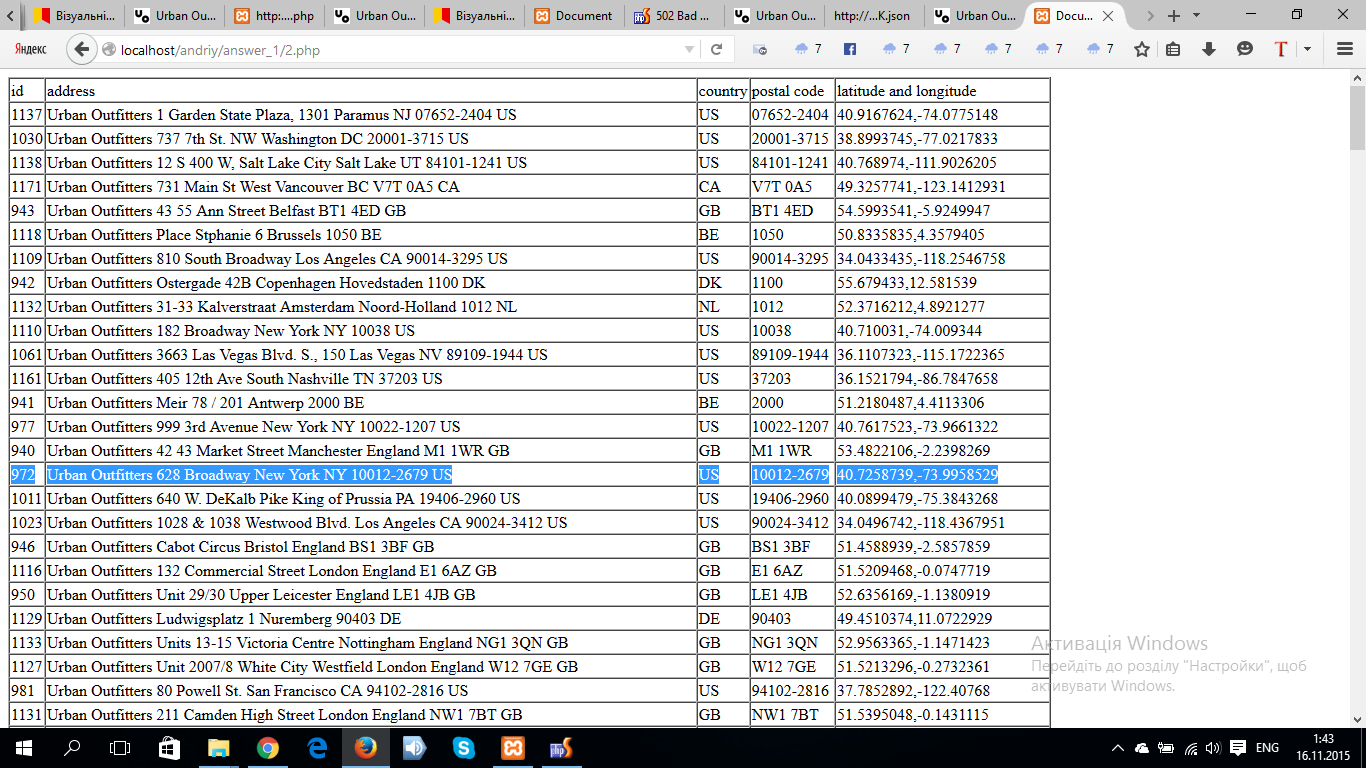 Візуальні...
Urban Ou...
http:....php
Urban Ou...
Візуальні...
Document
502 Bad ...
Urban Ou...
http://...K.json
Urban Ou...
Docu...
Яндекс
localhost/andriy/answer_1/2.php
7 7 7 7 7 7 7
id address country postal code latitude and longitude
1137 Urban Outfitters 1 Garden State Plaza, 1301 Paramus NJ 07652-2404 US US 07652-2404 40.9167624,-74.0775148
1030 Urban Outfitters 737 7th St. NW Washington DC 20001-3715 US US 20001-3715 38.8993745,-77.0217833
1138 Urban Outfitters 12 S 400 W, Salt Lake City Salt Lake UT 84101-1241 US US 84101-1241 40.768974,-111.9026205
1171 Urban Outfitters 731 Main St West Vancouver BC V7T 0A5 CA CA V7T 0A5 49.3257741,-123.1412931
943 Urban Outfitters 43 55 Ann Street Belfast BT1 4ED GB GB BT1 4ED 54.5993541,-5.9249947
1118 Urban Outfitters Place Stphanie 6 Brussels 1050 BE BE 1050 50.8335835,4.3579405
1109 Urban Outfitters 810 South Broadway Los Angeles CA 90014-3295 US US 90014-3295 34.0433435,-118.2546758
942 Urban Outfitters Ostergade 42B Copenhagen Hovedstaden 1100 DK DK 1100 55.679433,12.581539
1132 Urban Outfitters 31-33 Kalverstraat Amsterdam Noord-Holland 1012 NL NL 1012 52.3716212,4.8921277
1110 Urban Outfitters 182 Broadway New York NY 10038 US US 10038 40.710031,-74.009344
1061 Urban Outfitters 3663 Las Vegas Blvd. S., 150 Las Vegas NV 89109-1944 US US 89109-1944 36.1107323,-115.1722365
1161 Urban Outfitters 405 12th Ave South Nashville TN 37203 US US 37203 36.1521794,-86.7847658
941 Urban Outfitters Meir 78 / 201 Antwerp 2000 BE BE 2000 51.2180487,4.4113306
977 Urban Outfitters 999 3rd Avenue New York NY 10022-1207 US US 10022-1207 40.7617523,-73.9661322
940 Urban Outfitters 42 43 Market Street Manchester England M1 1WR GB GB M1 1WR 53.4822106,-2.2398269
972 Urban Outfitters 628 Broadway New York NY 10012-2679 US US 10012-2679 40.7258739,-73.9958529
1011 Urban Outfitters 640 W. DeKalb Pike King of Prussia PA 19406-2960 US US 19406-2960 40.0899479,-75.3843268
1023 Urban Outfitters 1028 & 1038 Westwood Blvd. Los Angeles CA 90024-3412 US US 90024-3412 34.0496742,-118.4367951
946 Urban Outfitters Cabot Circus Bristol England BS1 3BF GB GB BS1 3BF 51.4588939,-2.5857859
1116 Urban Outfitters 132 Commercial Street London England E1 6AZ GB GB E1 6AZ 51.5209468,-0.0747719
950 Urban Outfitters Unit 29/30 Upper Leicester England LE1 4JB GB GB LE1 4JB 52.6356169,-1.1380919
1129 Urban Outfitters Ludwigsplatz 1 Nuremberg 90403 DE DE 90403 49.4510374,11.0722929
1133 Urban Outfitters Units 13-15 Victoria Centre Nottingham England NG1 3QN GB GB NG1 3QN 52.9563365,-1.1471423
1127 Urban Outfitters Unit 2007/8 White City Westfield London England W12 7GE GB GB W12 7GE 51.5213296,-0.2732361
981 Urban Outfitters 80 Powell St. San Francisco CA 94102-2816 US US 94102-2816 37.7852892,-122.40768
1131 Urban Outfitters 211 Camden High Street London England NW1 7BT GB GB NW1 7BT 51.5395048,-0.1431115
Активація Windows
Перейдіть до розділу "Настройки", щоб
активувати Windows.
ENG
1:43
16.11.2015